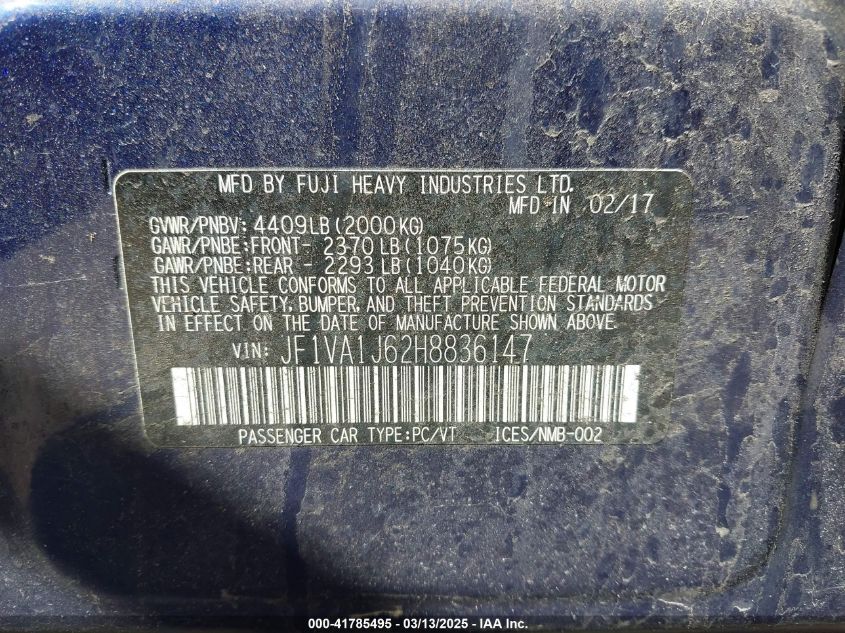 MFD BY FUJI HEAVY INDUSTRIES LTD.
MFD IN 02/17
GVWR/PNBV: 4409LB(2000KG)
GAWR/PNBE:FRONT- 2370 LB(1075KG)
GAWR/PNBE:REAR - 2293 LB(1040KG)
THIS VEHICLE CONFORMS TO ALL APPLICABLE FEDERAL MOTOR
VEHICLE SAFETY, BUMPER, AND THEFT PREVENTION STANDARDS
IN EFFECT ON THE DATE OF MANUFACTURE SHOWN ABOVE.
VIN: JF1VA1J62H8836147
PASSENGER CAR TYPE:PC/VT ICES/NMB-002
000-41785495 - 03/13/2025 - IAA Inc.